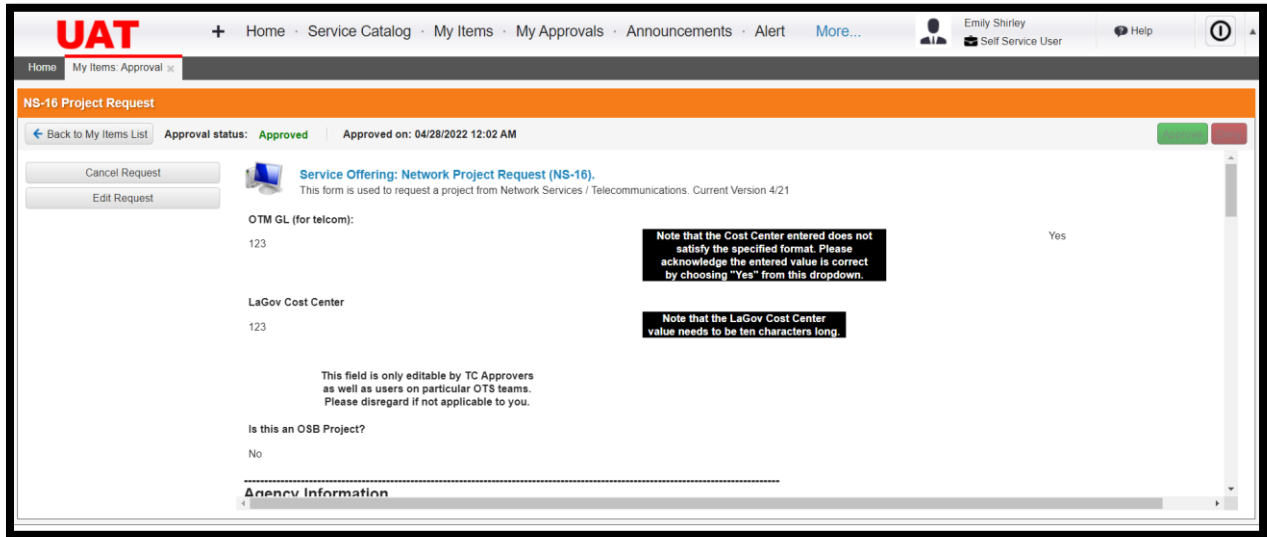 UAT
+ Home · Service Catalog · My Items · My Approvals · Announcements · Alert More...
Emily Shirley
Self Service User
Help
Home My Items: Approval
NS-16 Project Request
Back to My Items List Approval status: Approved Approved on: 04/28/2022 12:02 AM
Approve
Cancel Request
Edit Request
Service Offering: Network Project Request (NS-16).
This form is used to request a project from Network Services / Telecommunications. Current Version 4/21
OTM GL (for telcom):
123
Note that the Cost Center entered does not
satisfy the specified format. Please
acknowledge the entered value is correct
by choosing "Yes" from this dropdown.
Yes
LaGov Cost Center
123
Note that the LaGov Cost Center
value needs to be ten characters long.
This field is only editable by TC Approvers
as well as users on particular OTS teams.
Please disregard if not applicable to you.
Is this an OSB Project?
No
Agency Information